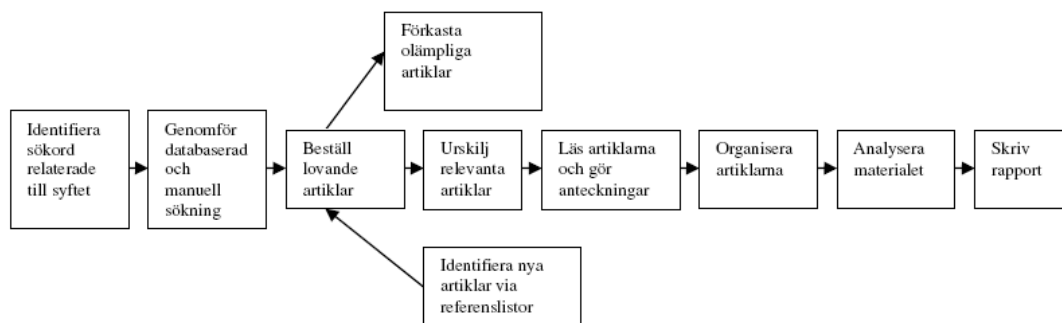 Förkasta
olämpliga
artiklar
Identifiera
sökord
relaterade
till syftet
Genomför
databaserad
och
manuell
sökning
Beställ
lovande
artiklar
Urskilj
relevanta
artiklar
Läs artiklarna
och gör
anteckningar
Organisera
artiklarna
Analysera
materialet
Skriv
rapport
Identifiera nya
artiklar via
referenslistor